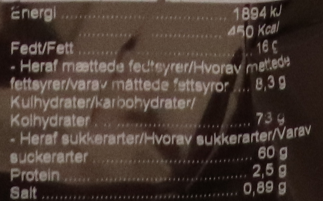 Energi ........................ 1894 kJ
........................ 450 Kcal
Fedt/Fett ........................ 16 g
- Heraf mættede fedtsyrer/Hvorav mettede
fettsyrer/varav mättade fettsyror .... 8,3 g
Kulhydrater/karbohydrater/
Kolhydrater ........................ 73 g
- Heraf sukkerarter/Hvorav sukkerarter/Varav
suckerarter ........................ 60 g
Protein ........................ 2,5 g
Salt ........................ 0,89 g